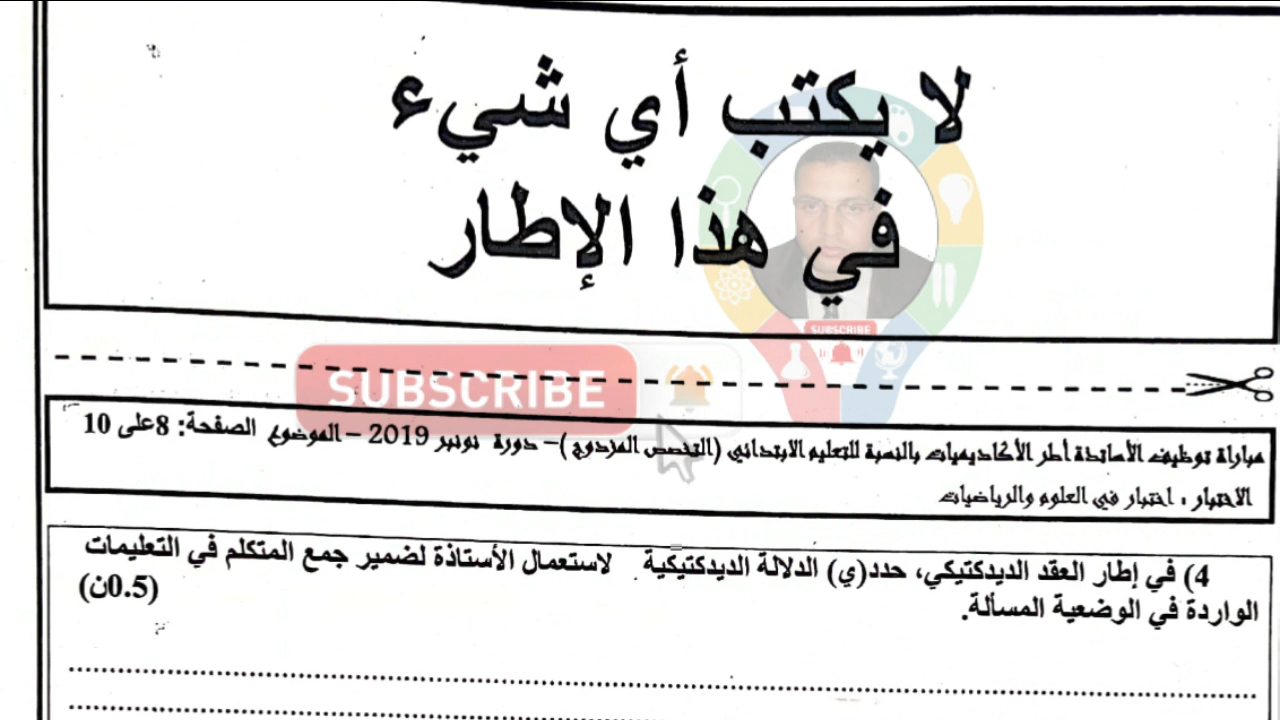 لا يكتب أي شيء
في هذا الإطار
SUBSCRIBE
SUBSCRIBE
مباراة توظيف الأساتذة أطر الأكاديميات بالنسبة للتعليم الابتدائي (التخصص المزدوج)– دورة نونبر 2019 –الموضوع الصفحة: 8على 10
الاختبار : اختبار في العلوم والرياضيات
4) في إطار العقد الديدكتيكي، حدد(ي) الدلالة الديدكتيكية لاستعمال الأستاذة لضمير جمع المتكلم في التعليمات
الواردة في الوضعية المسألة. (0.5ن)